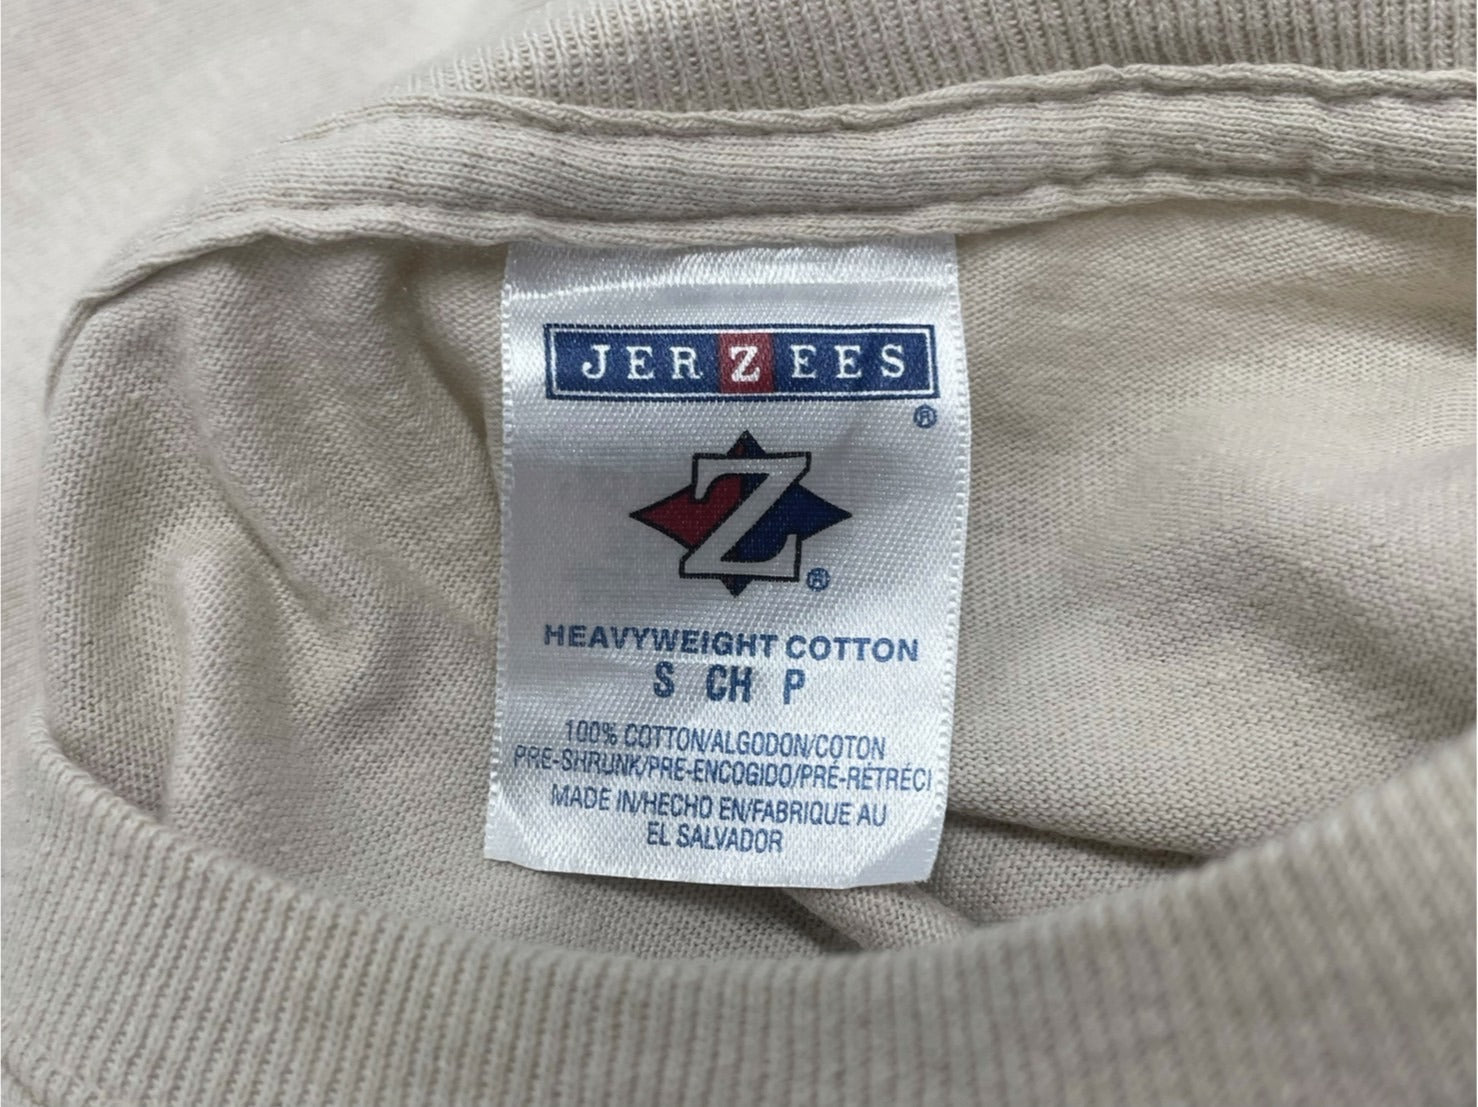 JERZEES
®
Z
®
HEAVYWEIGHT COTTON
S CH P
100% COTTON/ALGODON/COTON
PRE-SHRUNK/PRE-ENCOGIDO/PRÉ-RÉTRÉCI
MADE IN/HECHO EN/FABRIQUE AU
EL SALVADOR